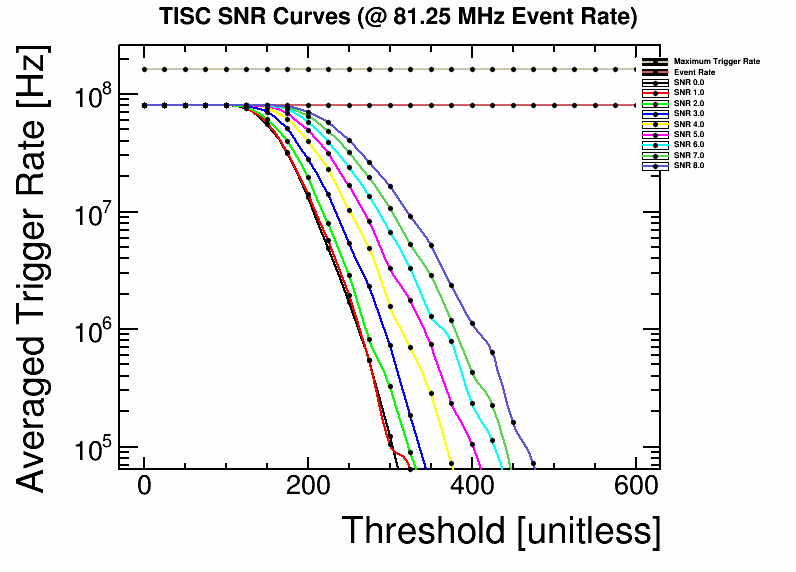 TISC SNR Curves (@ 81.25 MHz Event Rate)
Averaged Trigger Rate [Hz]
10^8
10^7
10^6
10^5
0 200 400 600
Threshold [unitless]
Maximum Trigger Rate
Event Rate
SNR 0.0
SNR 1.0
SNR 2.0
SNR 3.0
SNR 4.0
SNR 5.0
SNR 6.0
SNR 7.0
SNR 8.0